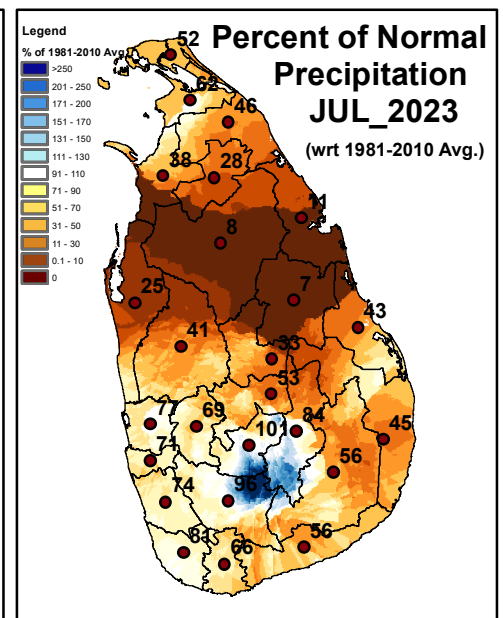 Legend
% of 1981-2010 Avg.
>250
201 - 250
171 - 200
151 - 170
131 - 150
111 - 130
91 - 110
71 - 90
51 - 70
31 - 50
11 - 30
0.1 - 10
0
Percent of Normal
Precipitation
JUL_2023
(wrt 1981-2010 Avg.)
52
62
46
38
28
11
8
7
25
43
41
33
53
77
69
84
101
45
71
56
74
96
81
66
56